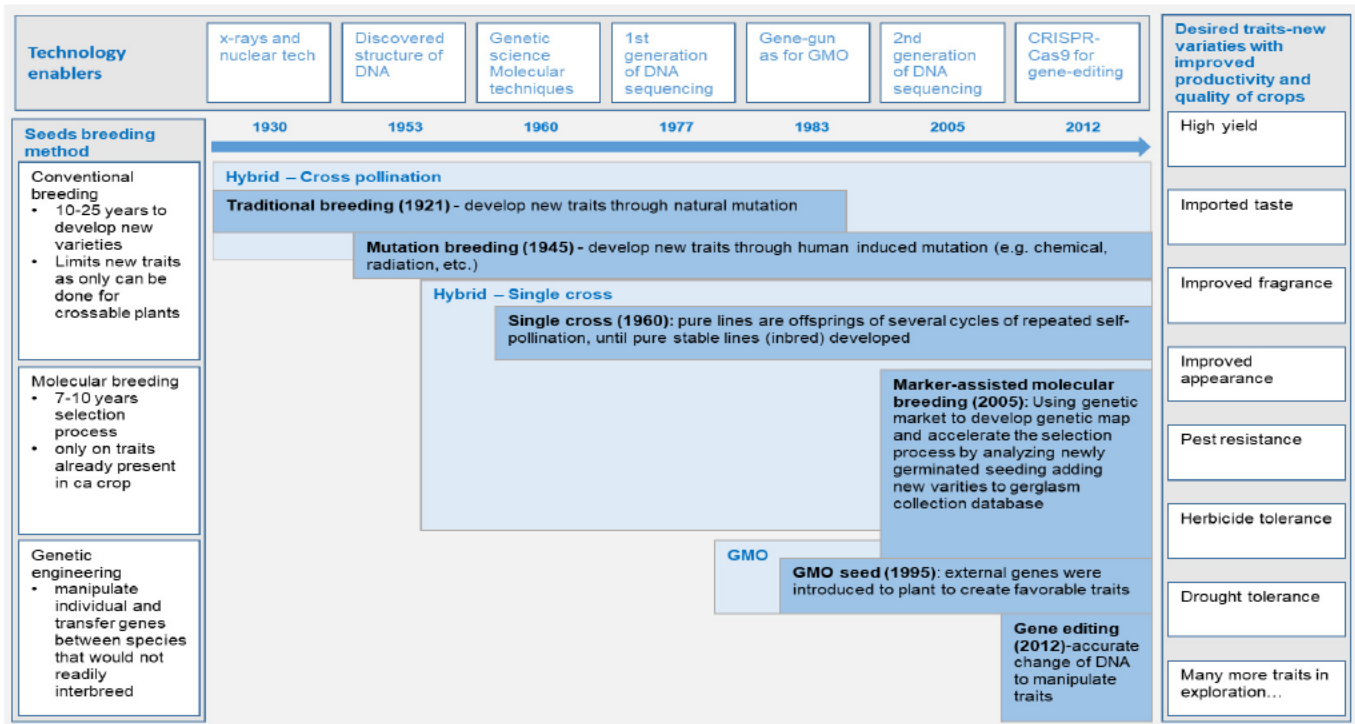 Technology
enablers
x-rays and
nuclear tech
Discovered
structure of
DNA
Genetic
science
Molecular
techniques
1st
generation
of DNA
sequencing
Gene-gun
as for GMO
2nd
generation
of DNA
sequencing
CRISPR-
Cas9 for
gene-editing
Desired traits-new
variaties with
improved
productivity and
quality of crops
1930
1953
1960
1977
1983
2005
2012
Seeds breeding
method
Conventional
breeding
• 10-25 years to
develop new
varieties
• Limits new traits
as only can be
done for
crossable plants
Molecular breeding
• 7-10 years
selection
process
• only on traits
already present
in ca crop
Genetic
engineering
• manipulate
individual and
transfer genes
between species
that would not
readily
interbreed
Hybrid – Cross pollination
Traditional breeding (1921) - develop new traits through natural mutation
Mutation breeding (1945) - develop new traits through human induced mutation (e.g. chemical,
radiation, etc.)
Hybrid – Single cross
Single cross (1960): pure lines are offsprings of several cycles of repeated self-
pollination, until pure stable lines (inbred) developed
Marker-assisted molecular
breeding (2005): Using genetic
market to develop genetic map
and accelerate the selection
process by analyzing newly
germinated seeding adding
new varities to gerglasm
collection database
GMO
GMO seed (1995): external genes were
introduced to plant to create favorable traits
Gene editing
(2012)-accurate
change of DNA
to manipulate
traits
High yield
Imported taste
Improved fragrance
Improved
appearance
Pest resistance
Herbicide tolerance
Drought tolerance
Many more traits in
exploration…